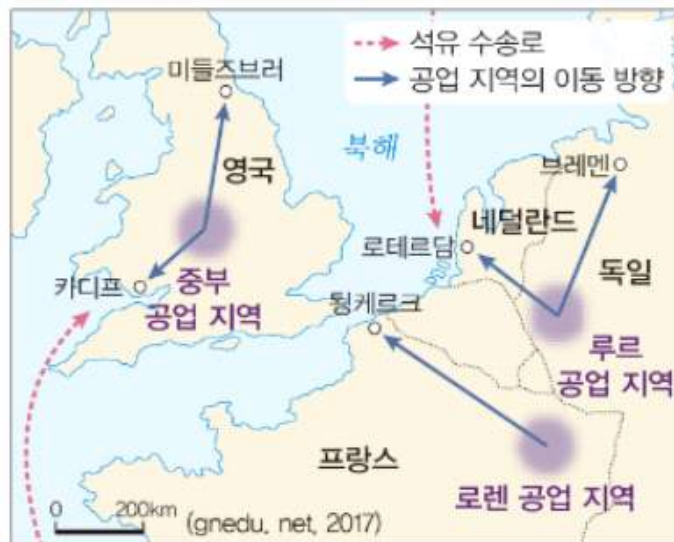 석유 수송로
공업 지역의 이동 방향
미들즈브러
북해
브레멘
영국
네덜란드
로테르담
독일
카디프
중부
공업 지역
됭케르크
루르
공업 지역
프랑스
로렌 공업 지역
0 200km
(gnedu. net, 2017)